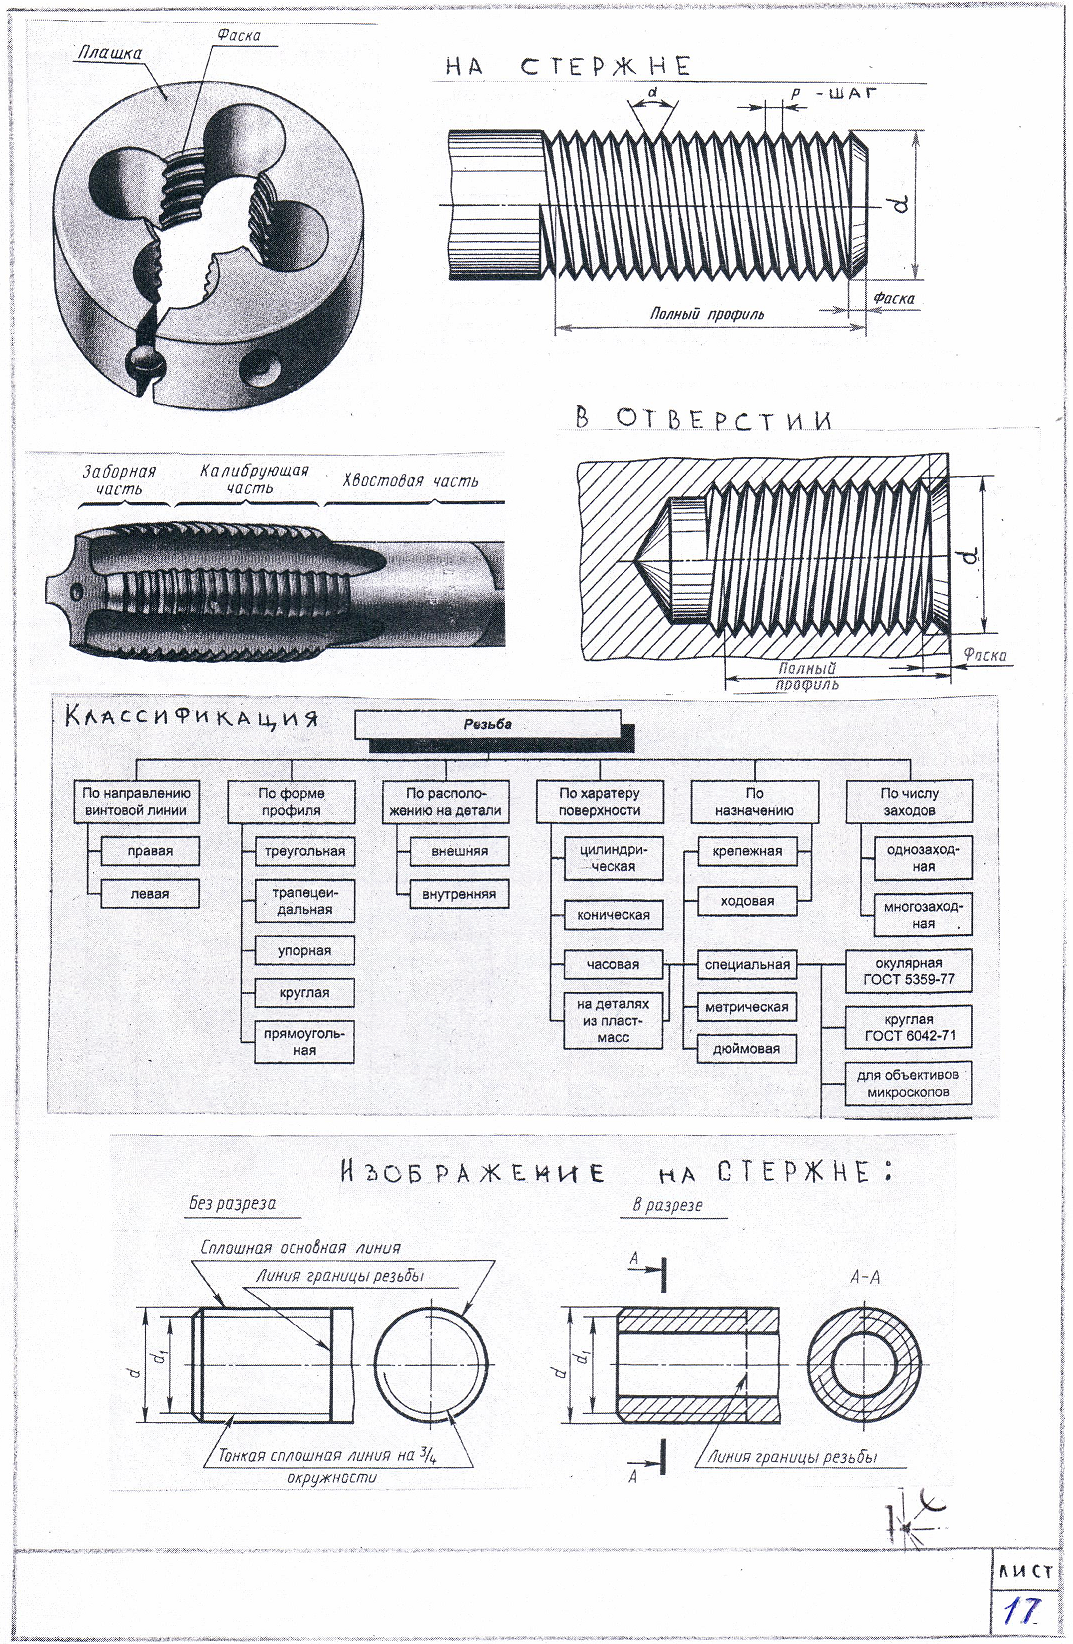 Плашка
Фаска
НА СТЕРЖНЕ
α
P - ШАГ
d
Фаска
Полный профиль
В ОТВЕРСТИИ
Заборная
часть
Калибрующая
часть
Хвостовая часть
d
Фаска
Полный
профиль
КЛАССИФИКАЦИЯ
Резьба
По направлению
винтовой линии
правая
левая
По форме
профиля
треугольная
трапецеи-
дальная
упорная
круглая
прямоуголь-
ная
По располо-
жению на детали
внешняя
внутренняя
По харатеру
поверхности
цилиндри-
ческая
коническая
часовая
на деталях
из пласт-
масс
По
назначению
крепежная
ходовая
специальная
метрическая
дюймовая
По числу
заходов
однозаход-
ная
многозаход-
ная
окулярная
ГОСТ 5359-77
круглая
ГОСТ 6042-71
для объективов
микроскопов
ИЗОБРАЖЕНИЕ НА СТЕРЖНЕ:
Без разреза
Сплошная основная линия
Линия границы резьбы
d
d₁
Тонкая сплошная линия на 3/4
окружности
В разрезе
А
А-А
d
d₁
А
Линия границы резьбы
ЛИСТ
17